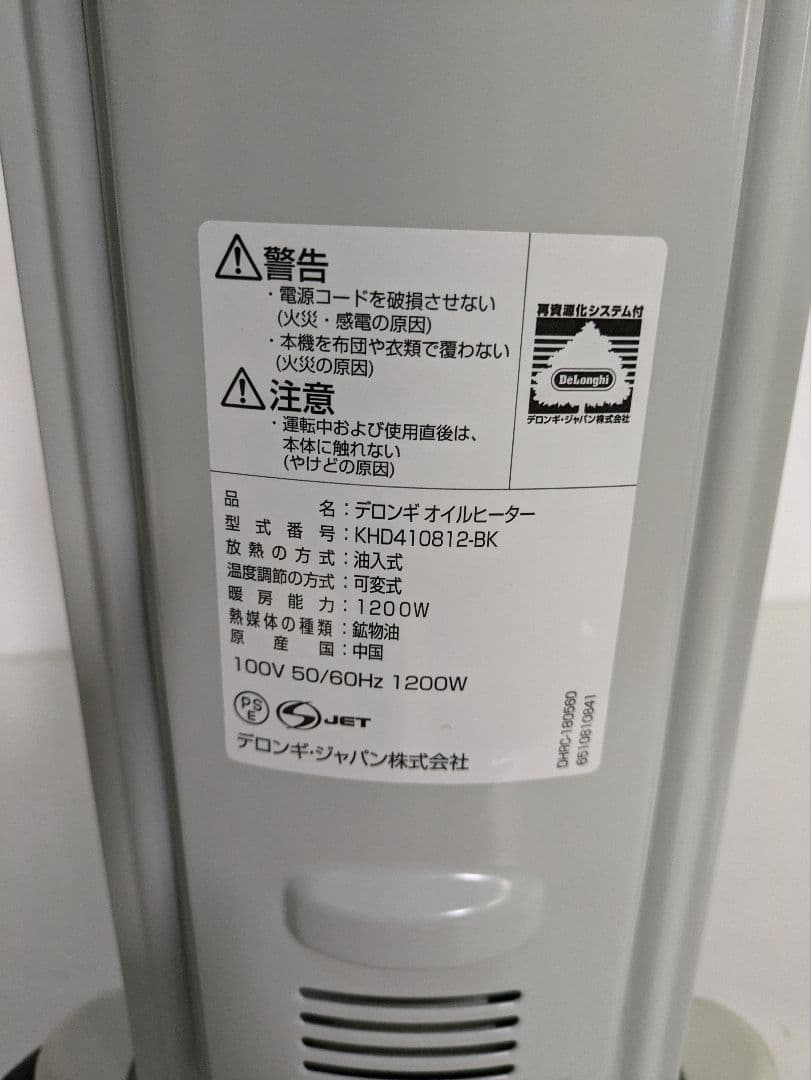 警告
・電源コードを破損させない
(火災・感電の原因)
・本機を布団や衣類で覆わない
(火災の原因)
注意
・運転中および使用直後は、
本体に触れない
(やけどの原因)
再資源化システム付
DeLonghi
デロンギ・ジャパン株式会社
品名：デロンギ オイルヒーター
型式番号：KHD410812-BK
放熱の方式：油入式
温度調節の方式：可変式
暖房能力：1200W
熱媒体の種類：鉱物油
原産国：中国
100V 50/60Hz 1200W
PSE
JET
デロンギ・ジャパン株式会社
DHRC-180560
6510810841